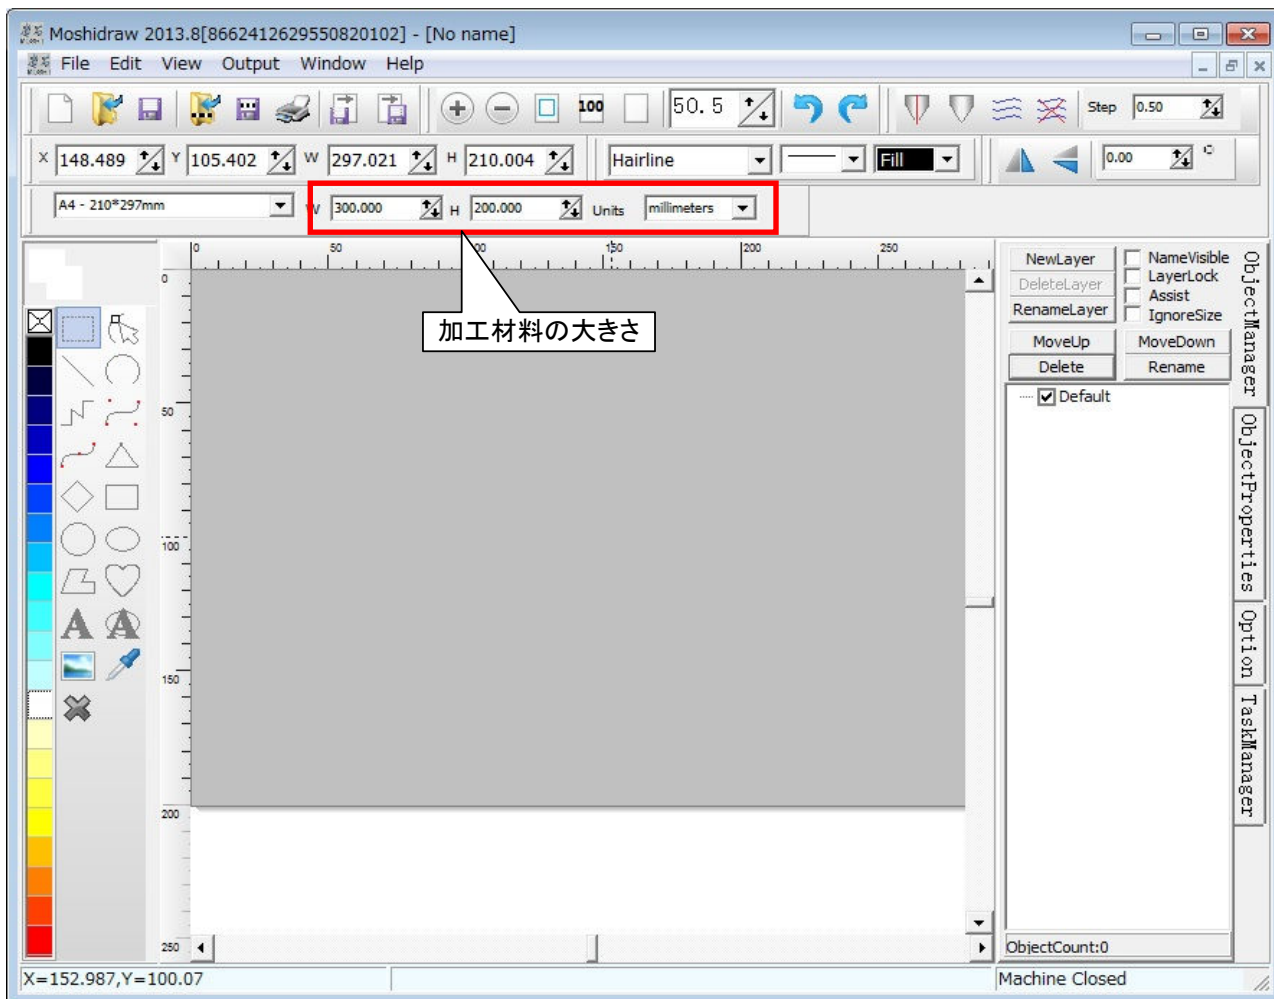 Moshidraw 2013.8[8662412629550820102] - [No name]
File Edit View Output Window Help
100 50.5 Step 0.50
X 148.489 Y 105.402 W 297.021 H 210.004 Hairline Fill 0.00
A4 - 210*297mm W 300.000 H 200.000 Units millimeters
加工材料の大きさ
0 50 100 150 200 250
0
50
100
150
200
250
NewLayer
DeleteLayer
RenameLayer
NameVisible
LayerLock
Assist
IgnoreSize
MoveUp MoveDown
Delete Rename
Default
ObjectManager
ObjectProperties
Option
TaskManager
ObjectCount:0
X=152.987,Y=100.07
Machine Closed